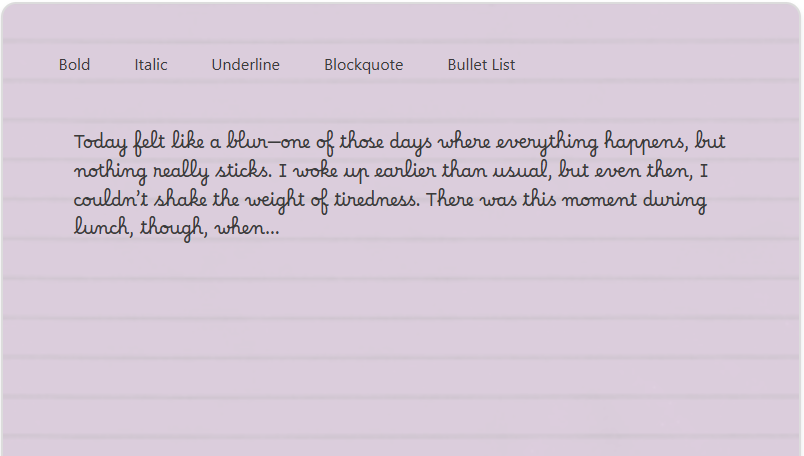 Bold Italic Underline Blockquote Bullet List
Today felt like a blur—one of those days where everything happens, but
nothing really sticks. I woke up earlier than usual, but even then, I
couldn't shake the weight of tiredness. There was this moment during
lunch, though, when...